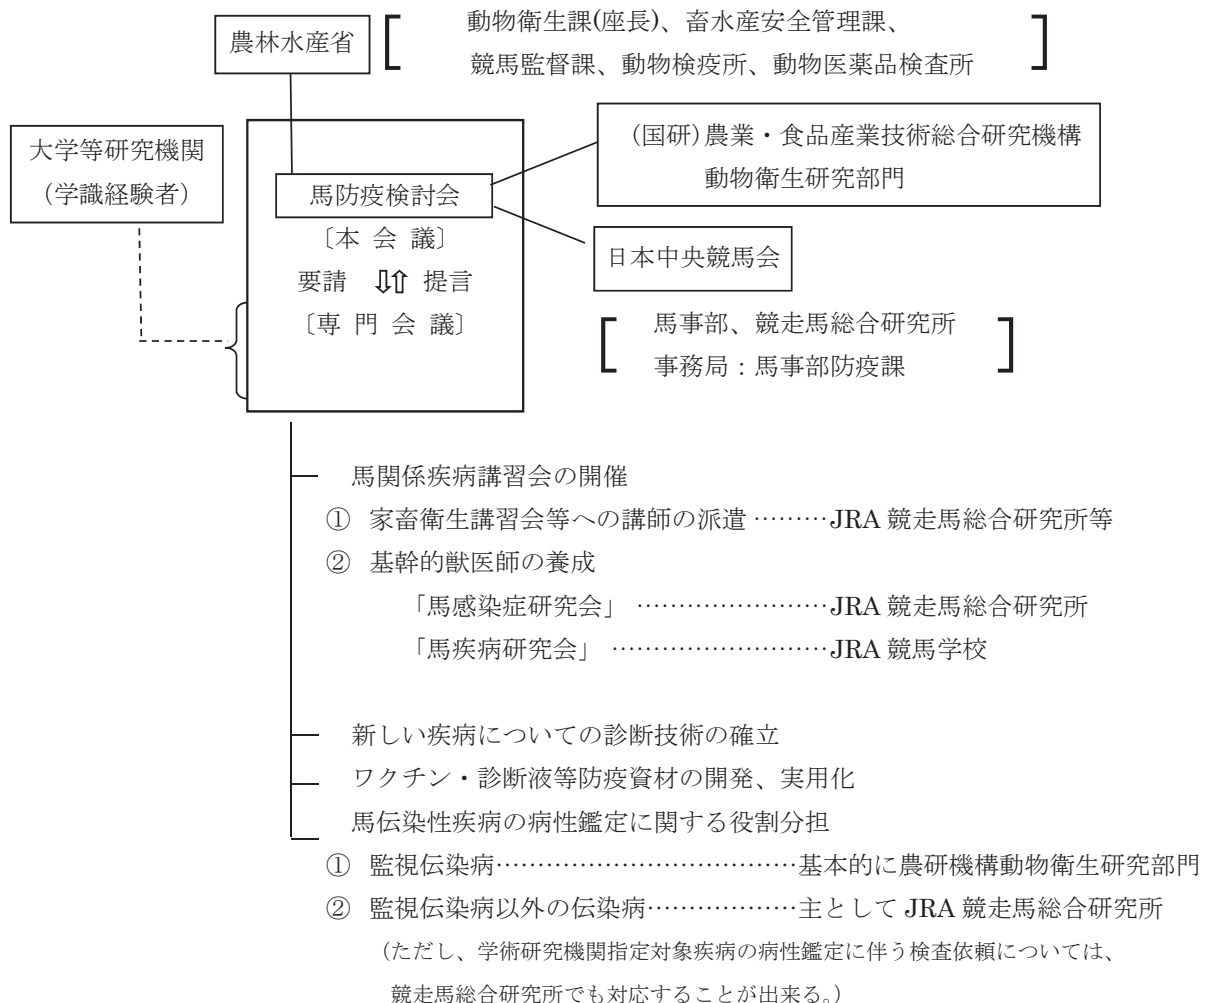 農林水産省
動物衛生課(座長)、畜水産安全管理課、
競馬監督課、動物検疫所、動物医薬品検査所
大学等研究機関
（学識経験者）
(国研)農業・食品産業技術総合研究機構
動物衛生研究部門
馬防疫検討会
〔本 会 議〕
要請 ⇩⇧ 提言
〔専 門 会 議〕
日本中央競馬会
馬事部、競走馬総合研究所
事務局：馬事部防疫課
馬関係疾病講習会の開催
① 家畜衛生講習会等への講師の派遣 ………JRA 競走馬総合研究所等
② 基幹的獣医師の養成
「馬感染症研究会」 ……………………JRA 競走馬総合研究所
「馬疾病研究会」 ………………………JRA 競馬学校
新しい疾病についての診断技術の確立
ワクチン・診断液等防疫資材の開発、実用化
馬伝染性疾病の病性鑑定に関する役割分担
① 監視伝染病………………………………基本的に農研機構動物衛生研究部門
② 監視伝染病以外の伝染病………………主として JRA 競走馬総合研究所
（ただし、学術研究機関指定対象疾病の病性鑑定に伴う検査依頼については、
競走馬総合研究所でも対応することが出来る。）